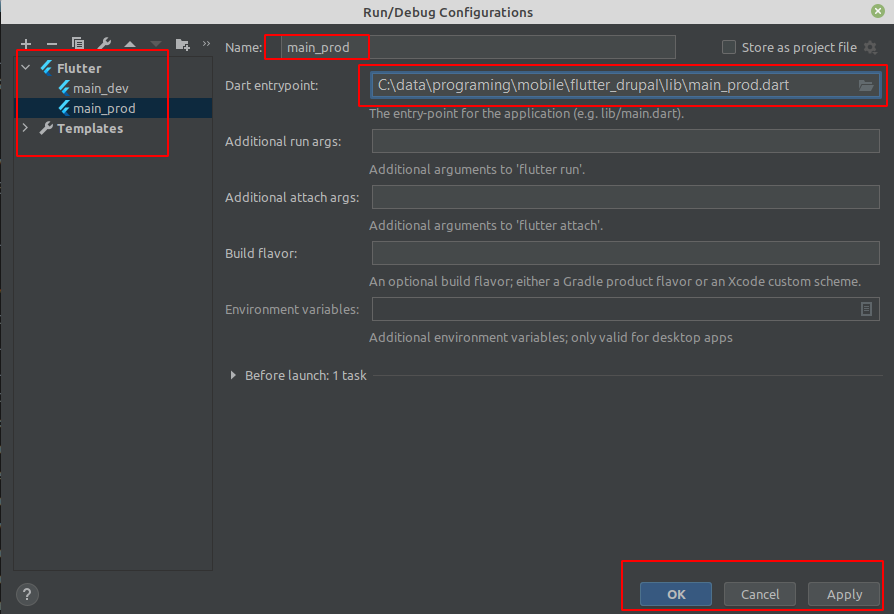 Run/Debug Configurations
Name: main_prod
Store as project file
Flutter
main_dev
main_prod
Templates
Dart entrypoint: C:\data\programing\mobile\flutter_drupal\lib\main_prod.dart
The entry-point for the application (e.g. lib/main.dart).
Additional run args:
Additional arguments to 'flutter run'.
Additional attach args:
Additional arguments to 'flutter attach'.
Build flavor:
An optional build flavor; either a Gradle product flavor or an Xcode custom scheme.
Environment variables:
Additional environment variables; only valid for desktop apps
Before launch: 1 task
? OK Cancel Apply